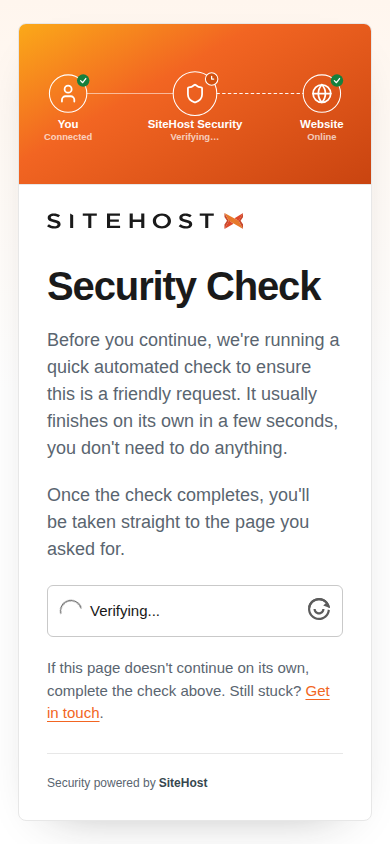 You
Connected
SiteHost Security
Verifying...
Website
Online
SITEHOST
Security Check
Before you continue, we're running a
quick automated check to ensure
this is a friendly request. It usually
finishes on its own in a few seconds,
you don't need to do anything.
Once the check completes, you'll
be taken straight to the page you
asked for.
Verifying...
If this page doesn't continue on its own,
complete the check above. Still stuck? Get
in touch.
Security powered by SiteHost